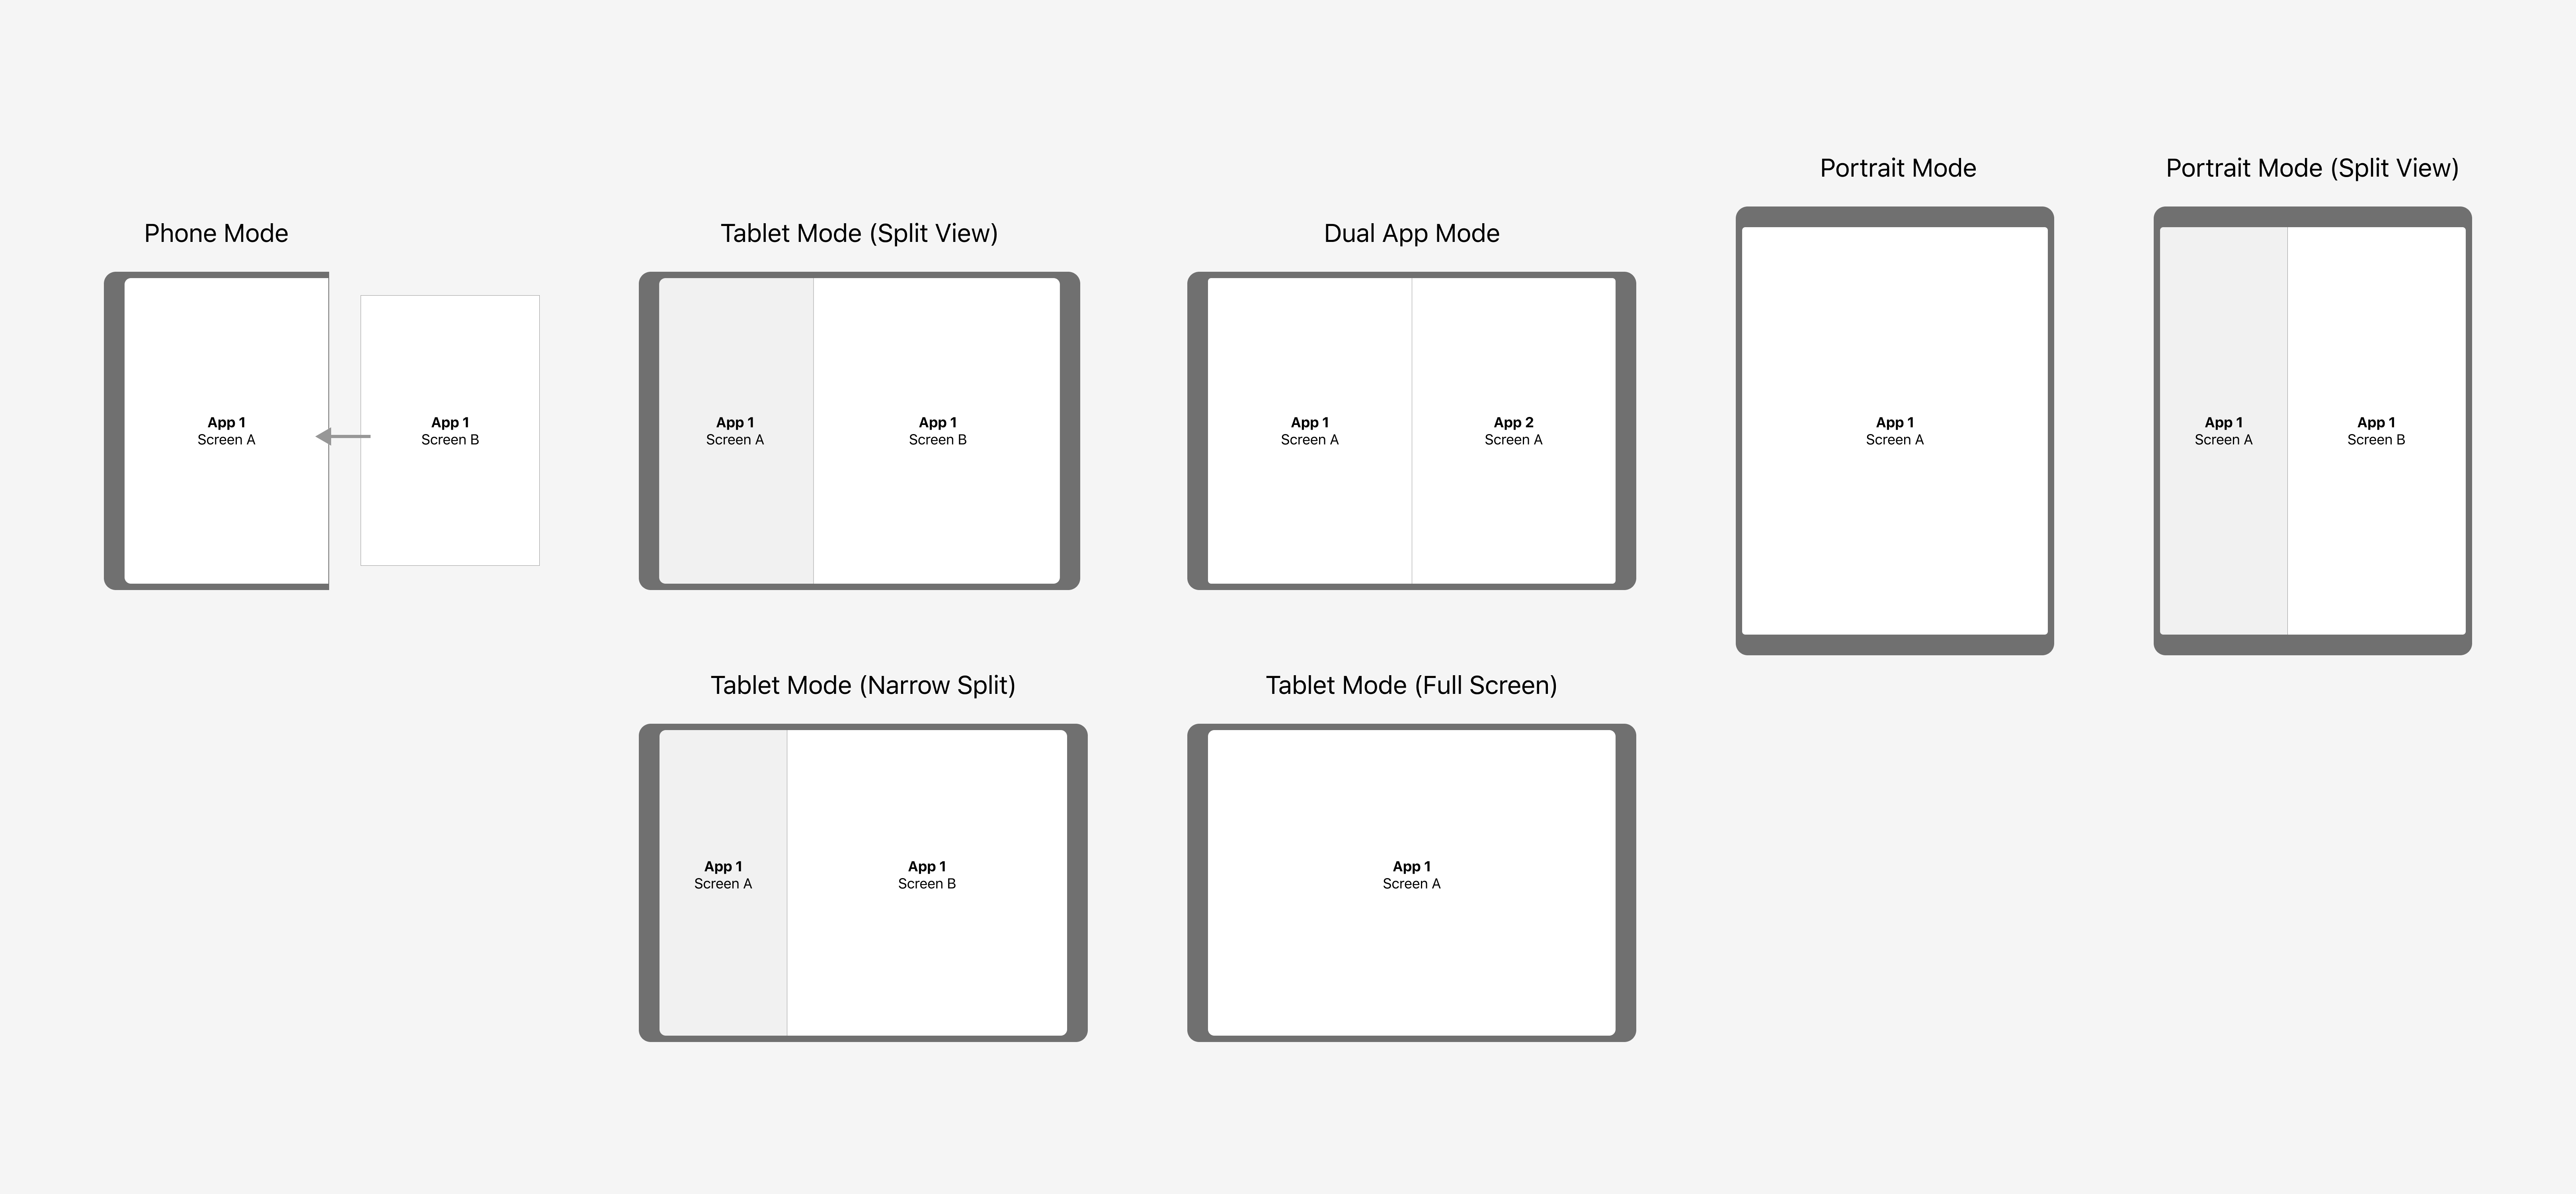 Phone Mode
App 1
Screen A
App 1
Screen B
Tablet Mode (Split View)
App 1
Screen A
App 1
Screen B
Dual App Mode
App 1
Screen A
App 2
Screen A
Portrait Mode
App 1
Screen A
Portrait Mode (Split View)
App 1
Screen A
App 1
Screen B
Tablet Mode (Narrow Split)
App 1
Screen A
App 1
Screen B
Tablet Mode (Full Screen)
App 1
Screen A